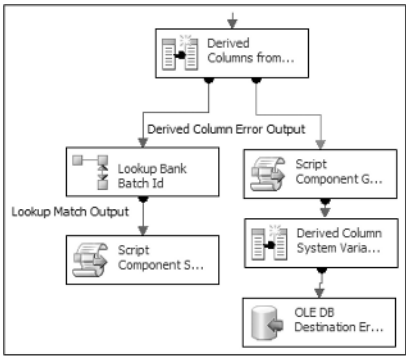 Derived
Columns from...
Derived Column Error Output
Lookup Bank
Batch Id
Script
Component G...
Lookup Match Output
Script
Component S...
Derived Column
System Varia...
OLE DB
Destination Er...